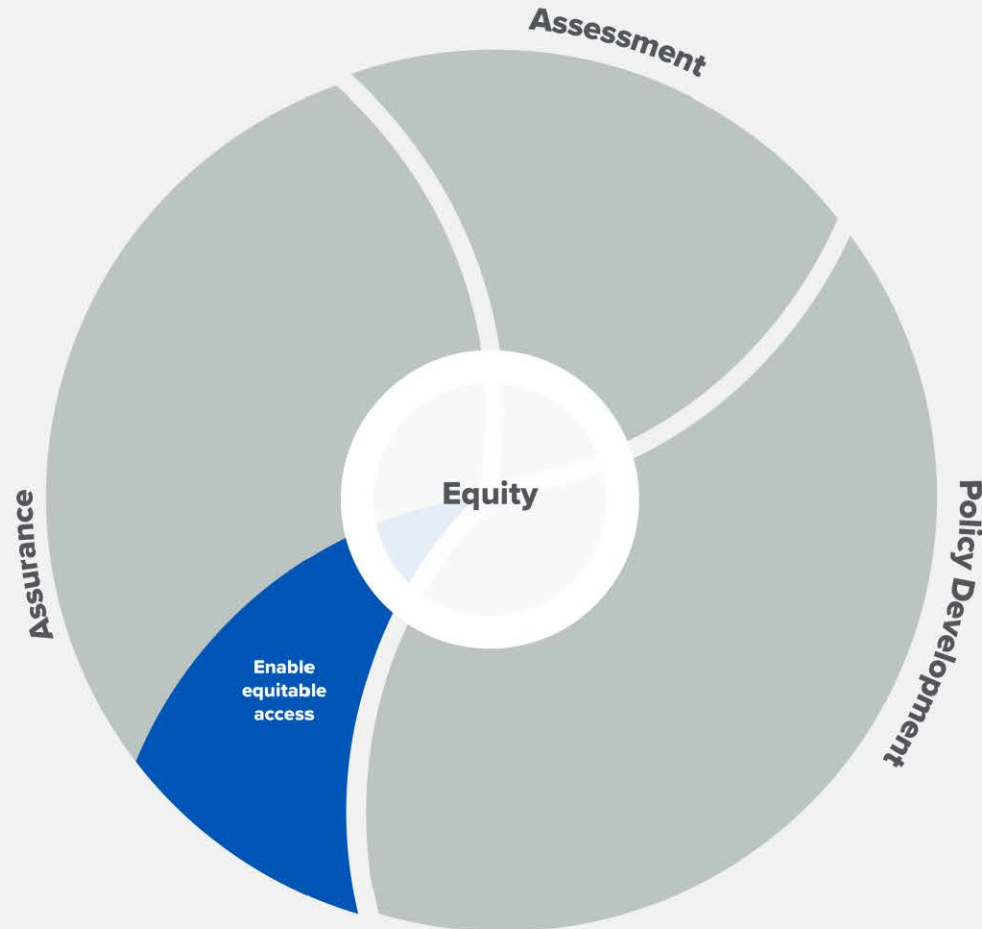 Assessment
Equity
Assurance
Policy Development
Enable
equitable
access